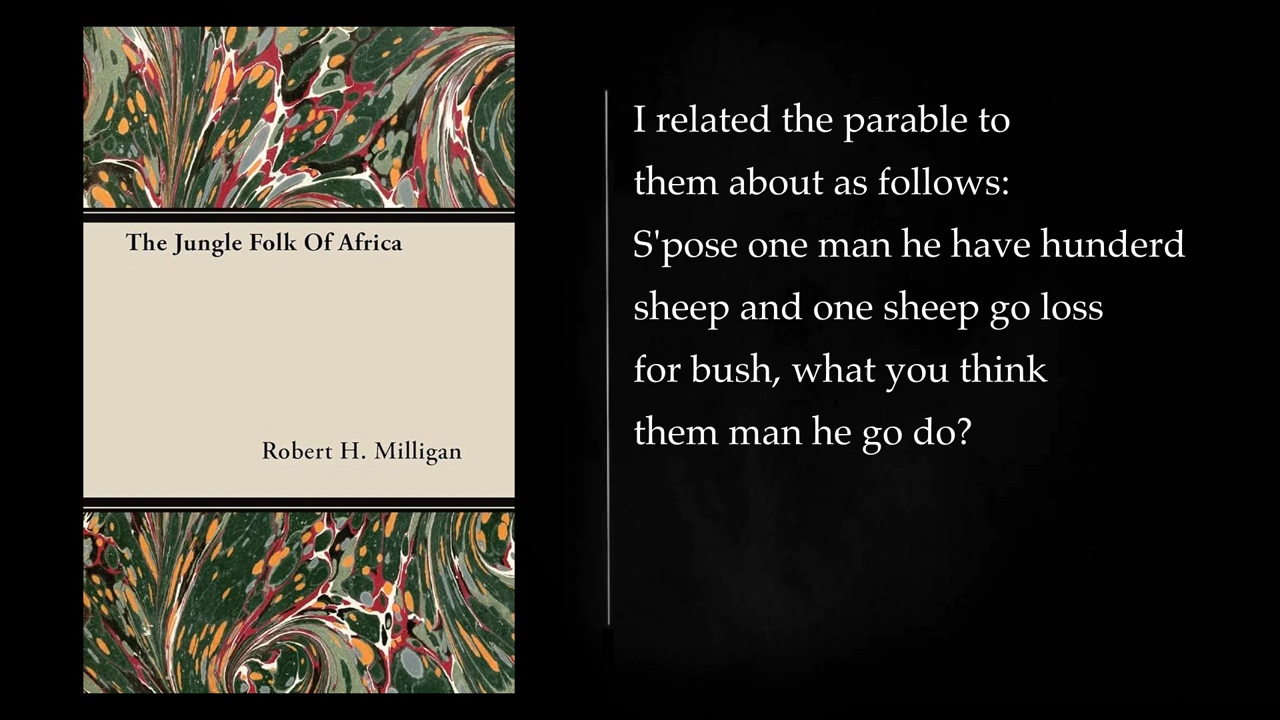 The Jungle Folk Of Africa
Robert H. Milligan
I related the parable to
them about as follows:
S'pose one man he have hunderd
sheep and one sheep go loss
for bush, what you think
them man he go do?